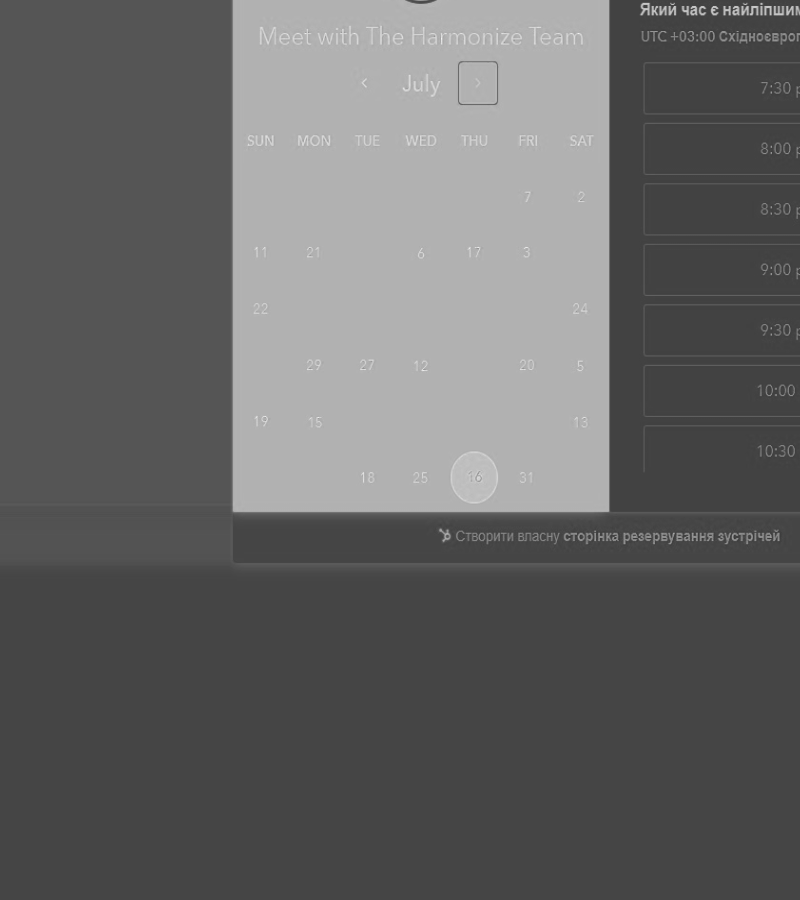 Meet with The Harmonize Team
July
SUN MON TUE WED THU FRI SAT
7 2
11 21 6 17 3
22 24
29 27 12 20 5
19 15 13
18 25 16 31
Який час є
UTC +03:00
7:30
8:00
8:30
9:00
9:30
10:00
10:30
Створити власну сторінка резервування зустрічей